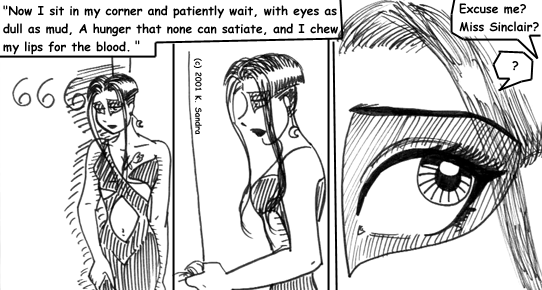 "Now I sit in my corner and patiently wait, with eyes as
dull as mud, A hunger that none can satiate, and I chew
my lips for the blood. "
Excuse me?
Miss Sinclair?
?
666
(c) 2001 K. Sandra